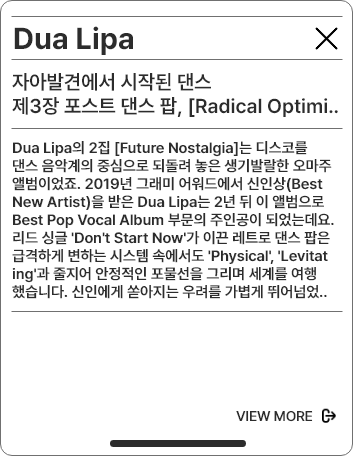 Dua Lipa
자아발견에서 시작된 댄스
제3장 포스트 댄스 팝, [Radical Optimi..
Dua Lipa의 2집 [Future Nostalgia]는 디스코를
댄스 음악계의 중심으로 되돌려 놓은 생기발랄한 오마주
앨범이었죠. 2019년 그래미 어워드에서 신인상(Best
New Artist)을 받은 Dua Lipa는 2년 뒤 이 앨범으로
Best Pop Vocal Album 부문의 주인공이 되었는데요.
리드 싱글 'Don't Start Now'가 이끈 레트로 댄스 팝은
급격하게 변하는 시스템 속에서도 'Physical', 'Levitat
ing'과 줄지어 안정적인 포물선을 그리며 세계를 여행
했습니다. 신인에게 쏟아지는 우려를 가볍게 뛰어넘었..
VIEW MORE